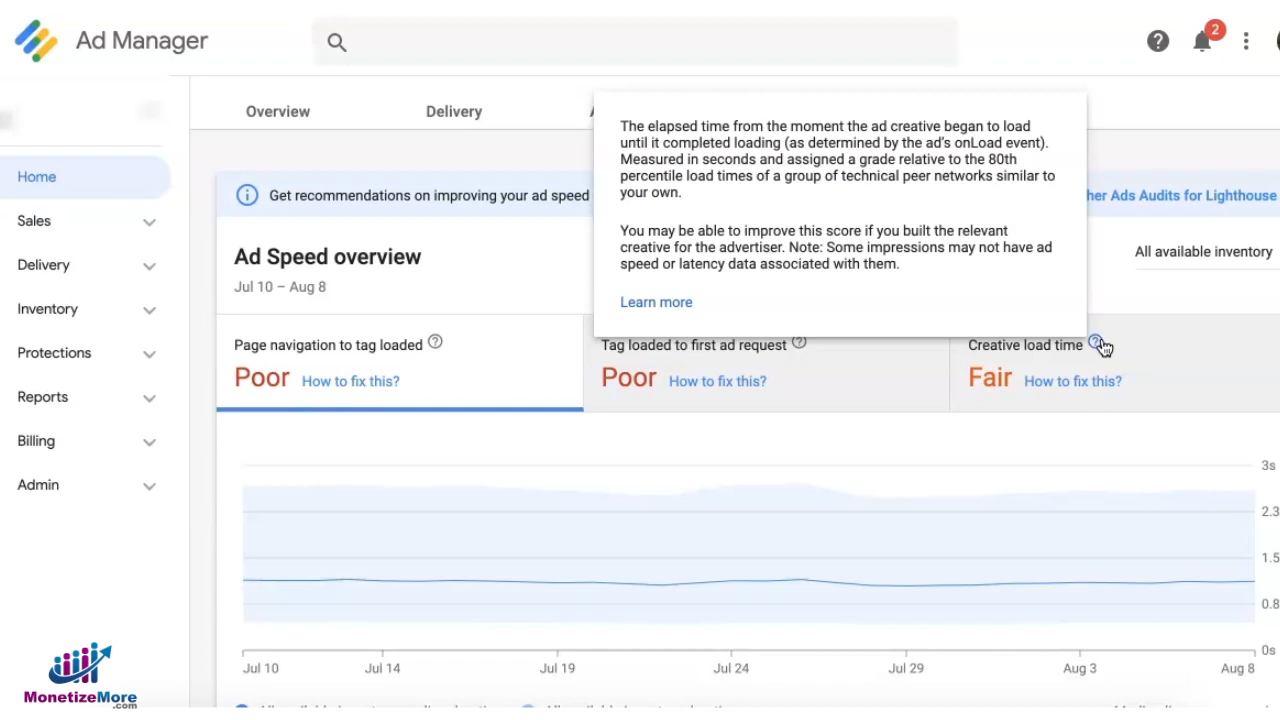 Ad Manager
2
Overview
Delivery
A
The elapsed time from the moment the ad creative began to load
until it completed loading (as determined by the ad's onLoad event).
Measured in seconds and assigned a grade relative to the 80th
percentile load times of a group of technical peer networks similar to
your own.
You may be able to improve this score if you built the relevant
creative for the advertiser. Note: Some impressions may not have ad
speed or latency data associated with them.
Learn more
Home
Sales
Delivery
Inventory
Protections
Reports
Billing
Admin
Get recommendations on improving your ad speed
her Ads Audits for Lighthouse
Ad Speed overview
Jul 10 – Aug 8
All available inventory
Page navigation to tag loaded
Poor How to fix this?
Tag loaded to first ad request
Poor How to fix this?
Creative load time
Fair How to fix this?
3s
2.3
1.5
0.8
0s
Jul 10 Jul 14 Jul 19 Jul 24 Jul 29 Aug 3 Aug 8
MonetizeMore
.com